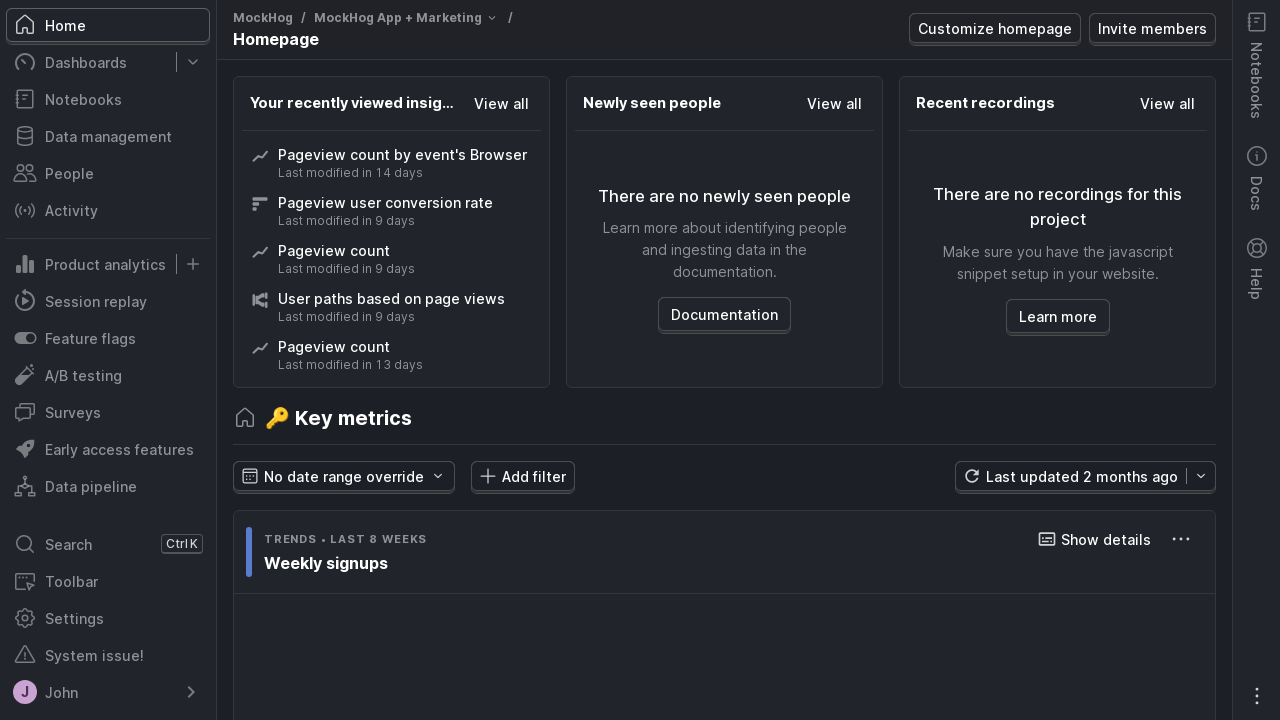 Home
Dashboards
Notebooks
Data management
People
Activity
Product analytics
Session replay
Feature flags
A/B testing
Surveys
Early access features
Data pipeline
Search
Ctrl K
Toolbar
Settings
System issue!
J
John
MockHog / MockHog App + Marketing /
Homepage
Customize homepage
Invite members
Your recently viewed insig...
View all
Pageview count by event's Browser
Last modified in 14 days
Pageview user conversion rate
Last modified in 9 days
Pageview count
Last modified in 9 days
User paths based on page views
Last modified in 9 days
Pageview count
Last modified in 13 days
Newly seen people
View all
There are no newly seen people
Learn more about identifying people
and ingesting data in the
documentation.
Documentation
Recent recordings
View all
There are no recordings for this
project
Make sure you have the javascript
snippet setup in your website.
Learn more
🔑 Key metrics
No date range override
Add filter
Last updated 2 months ago
TRENDS • LAST 8 WEEKS
Weekly signups
Show details
Notebooks
Docs
Help